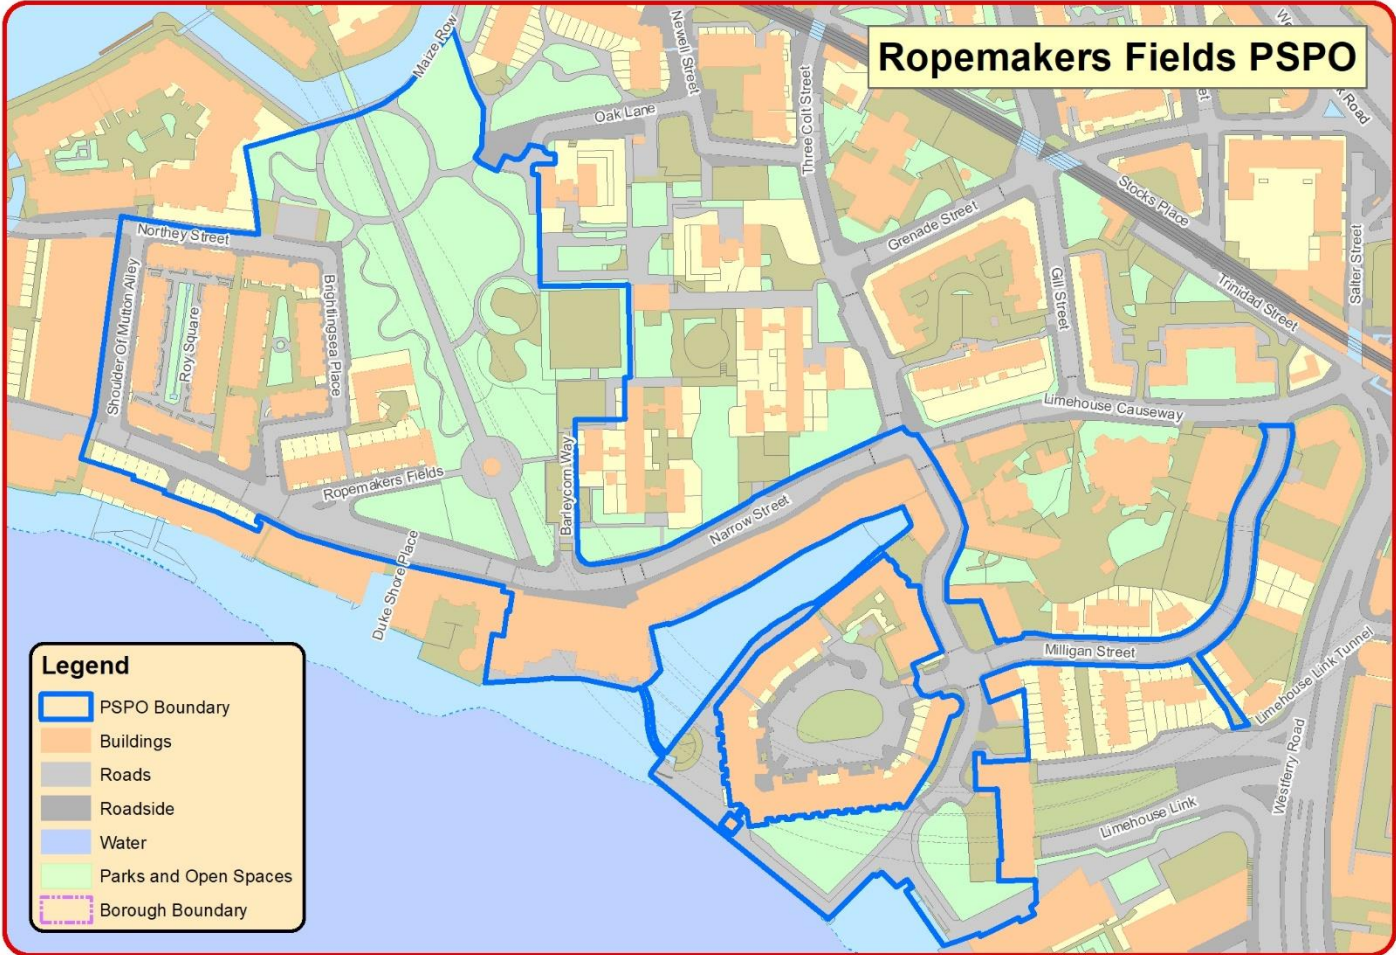 Ropemakers Fields PSPO
Maize Row
Newell Street
Oak Lane
Three Colt Street
Stocks Place
Grenade Street
Gill Street
Trinidad Street
Salter Street
Northey Street
Shoulder Of Mutton Alley
Roy Square
Brightlingsea Place
Limehouse Causeway
Ropemakers Fields
Barleycorn Way
Narrow Street
Duke Shore Place
Milligan Street
Limehouse Link Tunnel
Westferry Road
Limehouse Link
Legend
PSPO Boundary
Buildings
Roads
Roadside
Water
Parks and Open Spaces
Borough Boundary